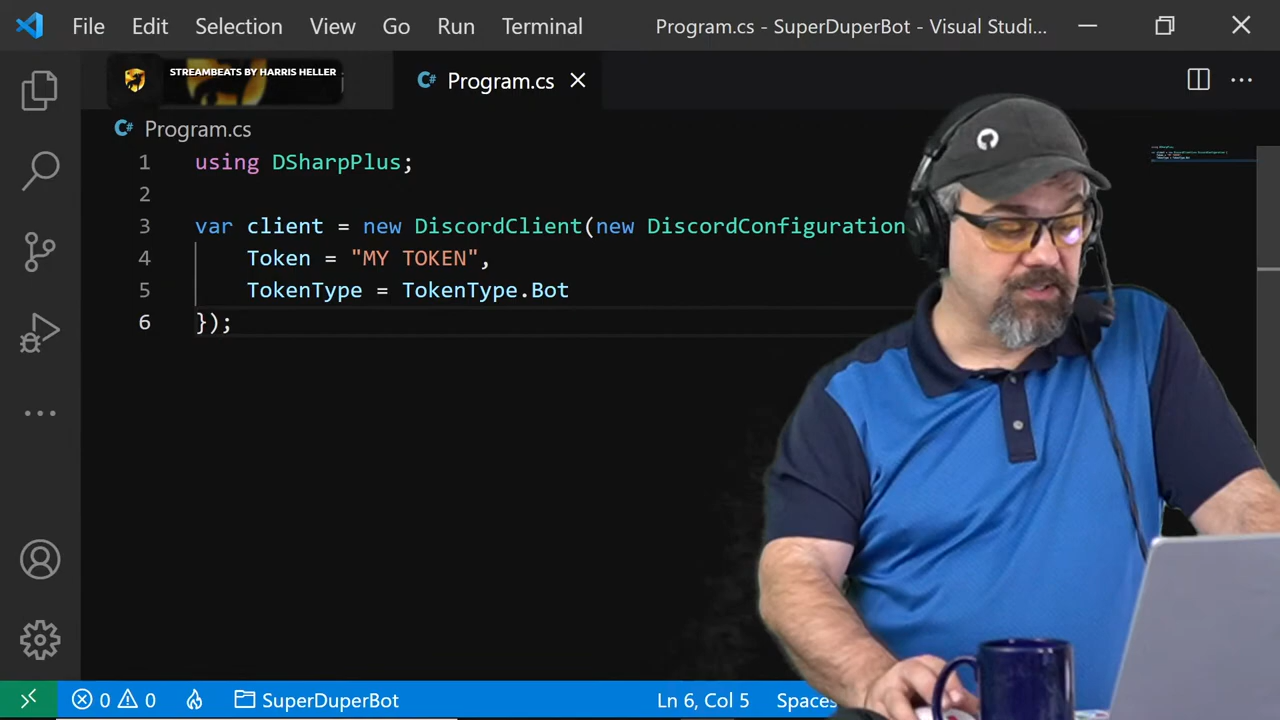 File Edit Selection View Go Run Terminal Program.cs - SuperDuperBot - Visual Studi...
STREAMBEATS BY HARRIS HELLER
C# Program.cs
C# Program.cs
1 using DSharpPlus;
2
3 var client = new DiscordClient(new DiscordConfiguration
4 Token = "MY TOKEN",
5 TokenType = TokenType.Bot
6 });
0 0 SuperDuperBot Ln 6, Col 5 Spaces